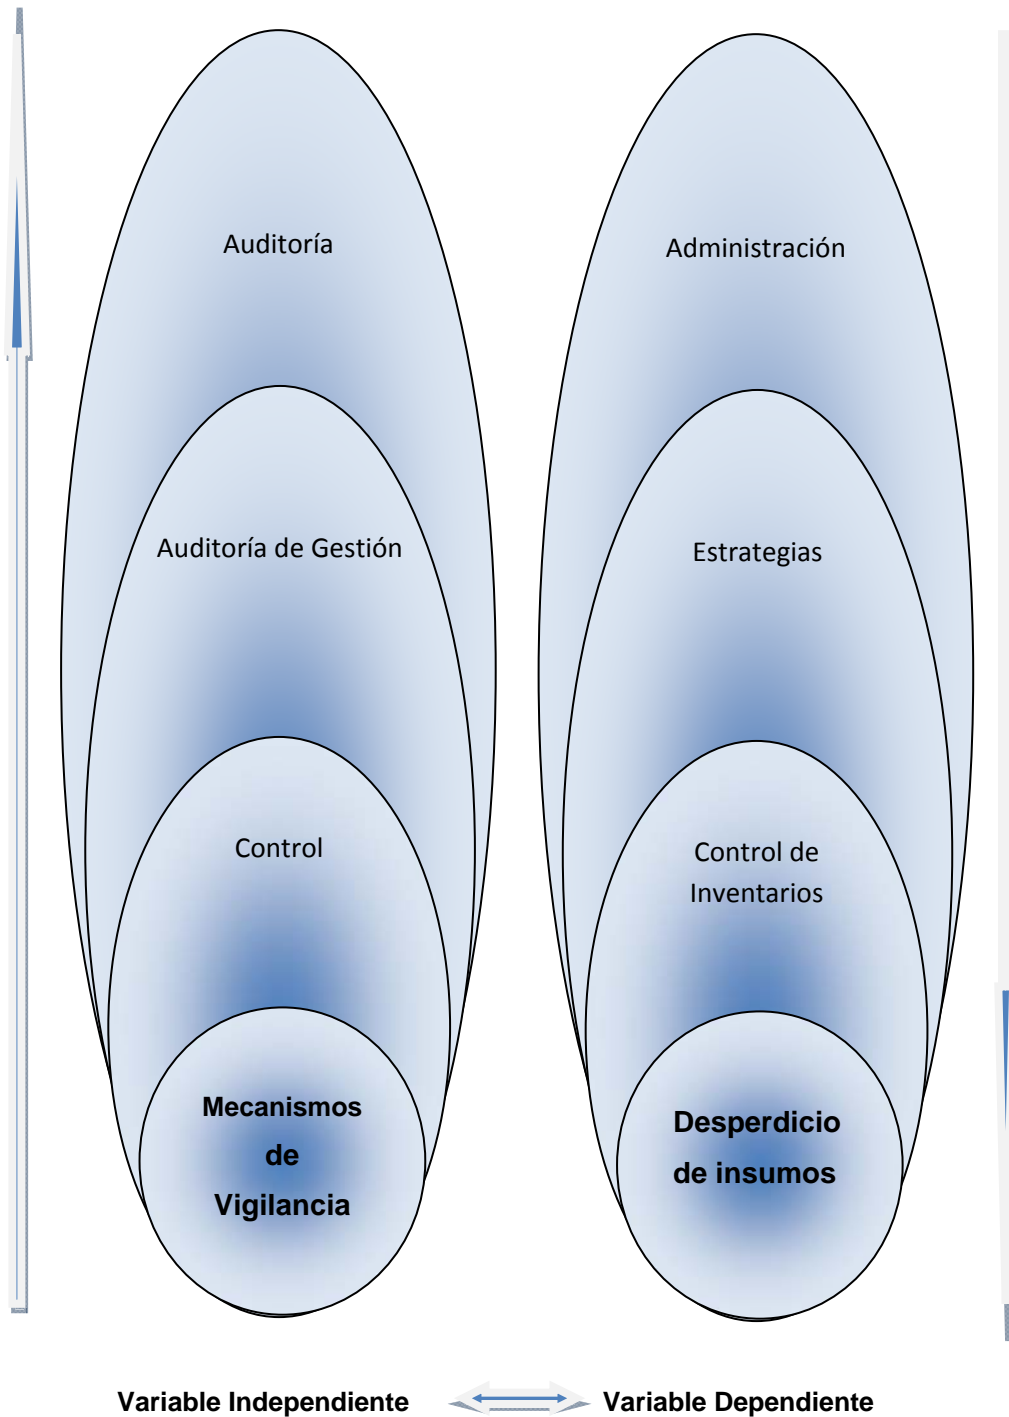 Auditoría
Auditoría de Gestión
Control
Mecanismos
de
Vigilancia
Administración
Estrategias
Control de
Inventarios
Desperdicio
de insumos
Variable Independiente
Variable Dependiente